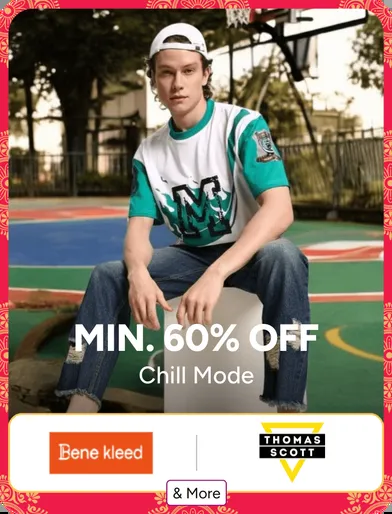 M
MIN. 60% OFF
Chill Mode
Bene kleed
THOMAS
SCOTT
& More